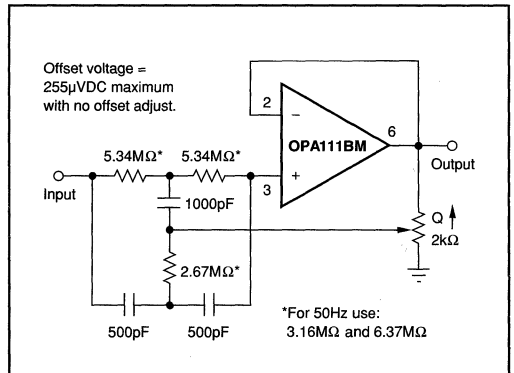 Offset voltage =
255µVDC maximum
with no offset adjust.
2
−
OPA111BM
6
Output
+
3
5.34MΩ*
5.34MΩ*
Input
1000pF
Q
2kΩ
2.67MΩ*
500pF
500pF
*For 50Hz use:
3.16MΩ and 6.37MΩ